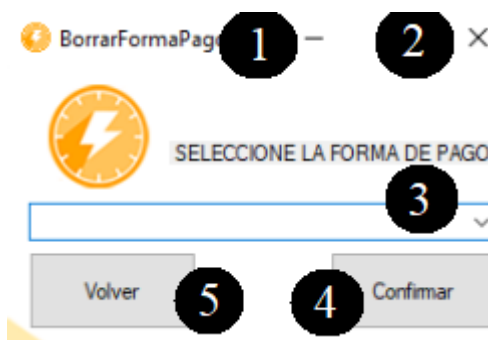 BorrarFormaPago 1 2
SELECCIONE LA FORMA DE PAGO
3
Volver 5 4 Confirmar